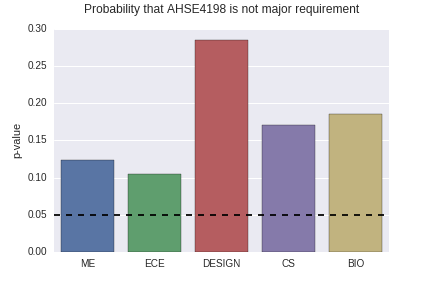 Probability that AHSE4198 is not major requirement
0.30
0.25
0.20
0.15
0.10
0.05
0.00
p-value
ME ECE DESIGN CS BIO